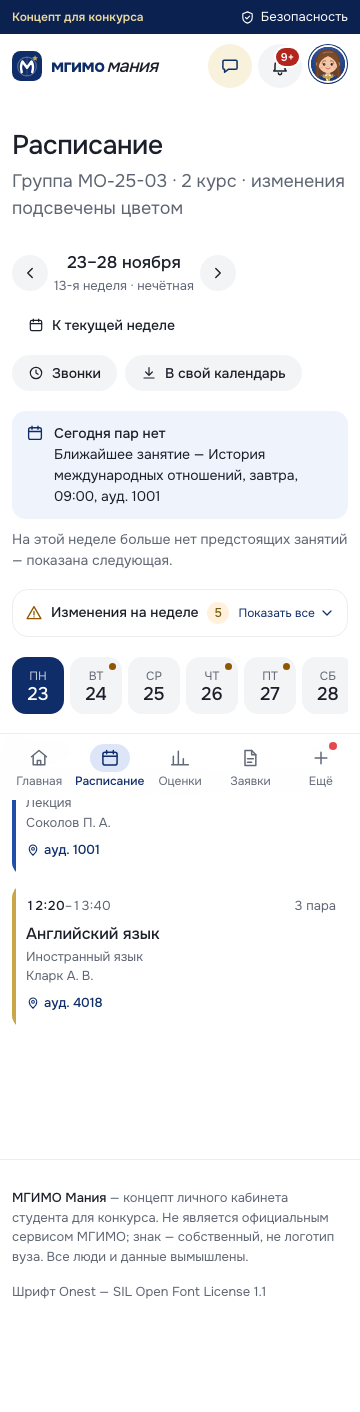 Концепт для конкурса
Безопасность
МГИМО мания
9+
Расписание
Группа МО-25-03 · 2 курс · изменения
подсвечены цветом
23–28 ноября
13-я неделя · нечётная
К текущей неделе
Звонки
В свой календарь
Сегодня пар нет
Ближайшее занятие — История
международных отношений, завтра,
09:00, ауд. 1001
На этой неделе больше нет предстоящих занятий
— показана следующая.
Изменения на неделе 5 Показать все
ПН ВТ СР ЧТ ПТ СБ
23 24 25 26 27 28
Главная Расписание Оценки Заявки Ещё
Лекция
Соколов П. А.
ауд. 1001
12:20–13:40 3 пара
Английский язык
Иностранный язык
Кларк А. В.
ауд. 4018
МГИМО Мания — концепт личного кабинета
студента для конкурса. Не является официальным
сервисом МГИМО; знак — собственный, не логотип
вуза. Все люди и данные вымышлены.
Шрифт Onest — SIL Open Font License 1.1